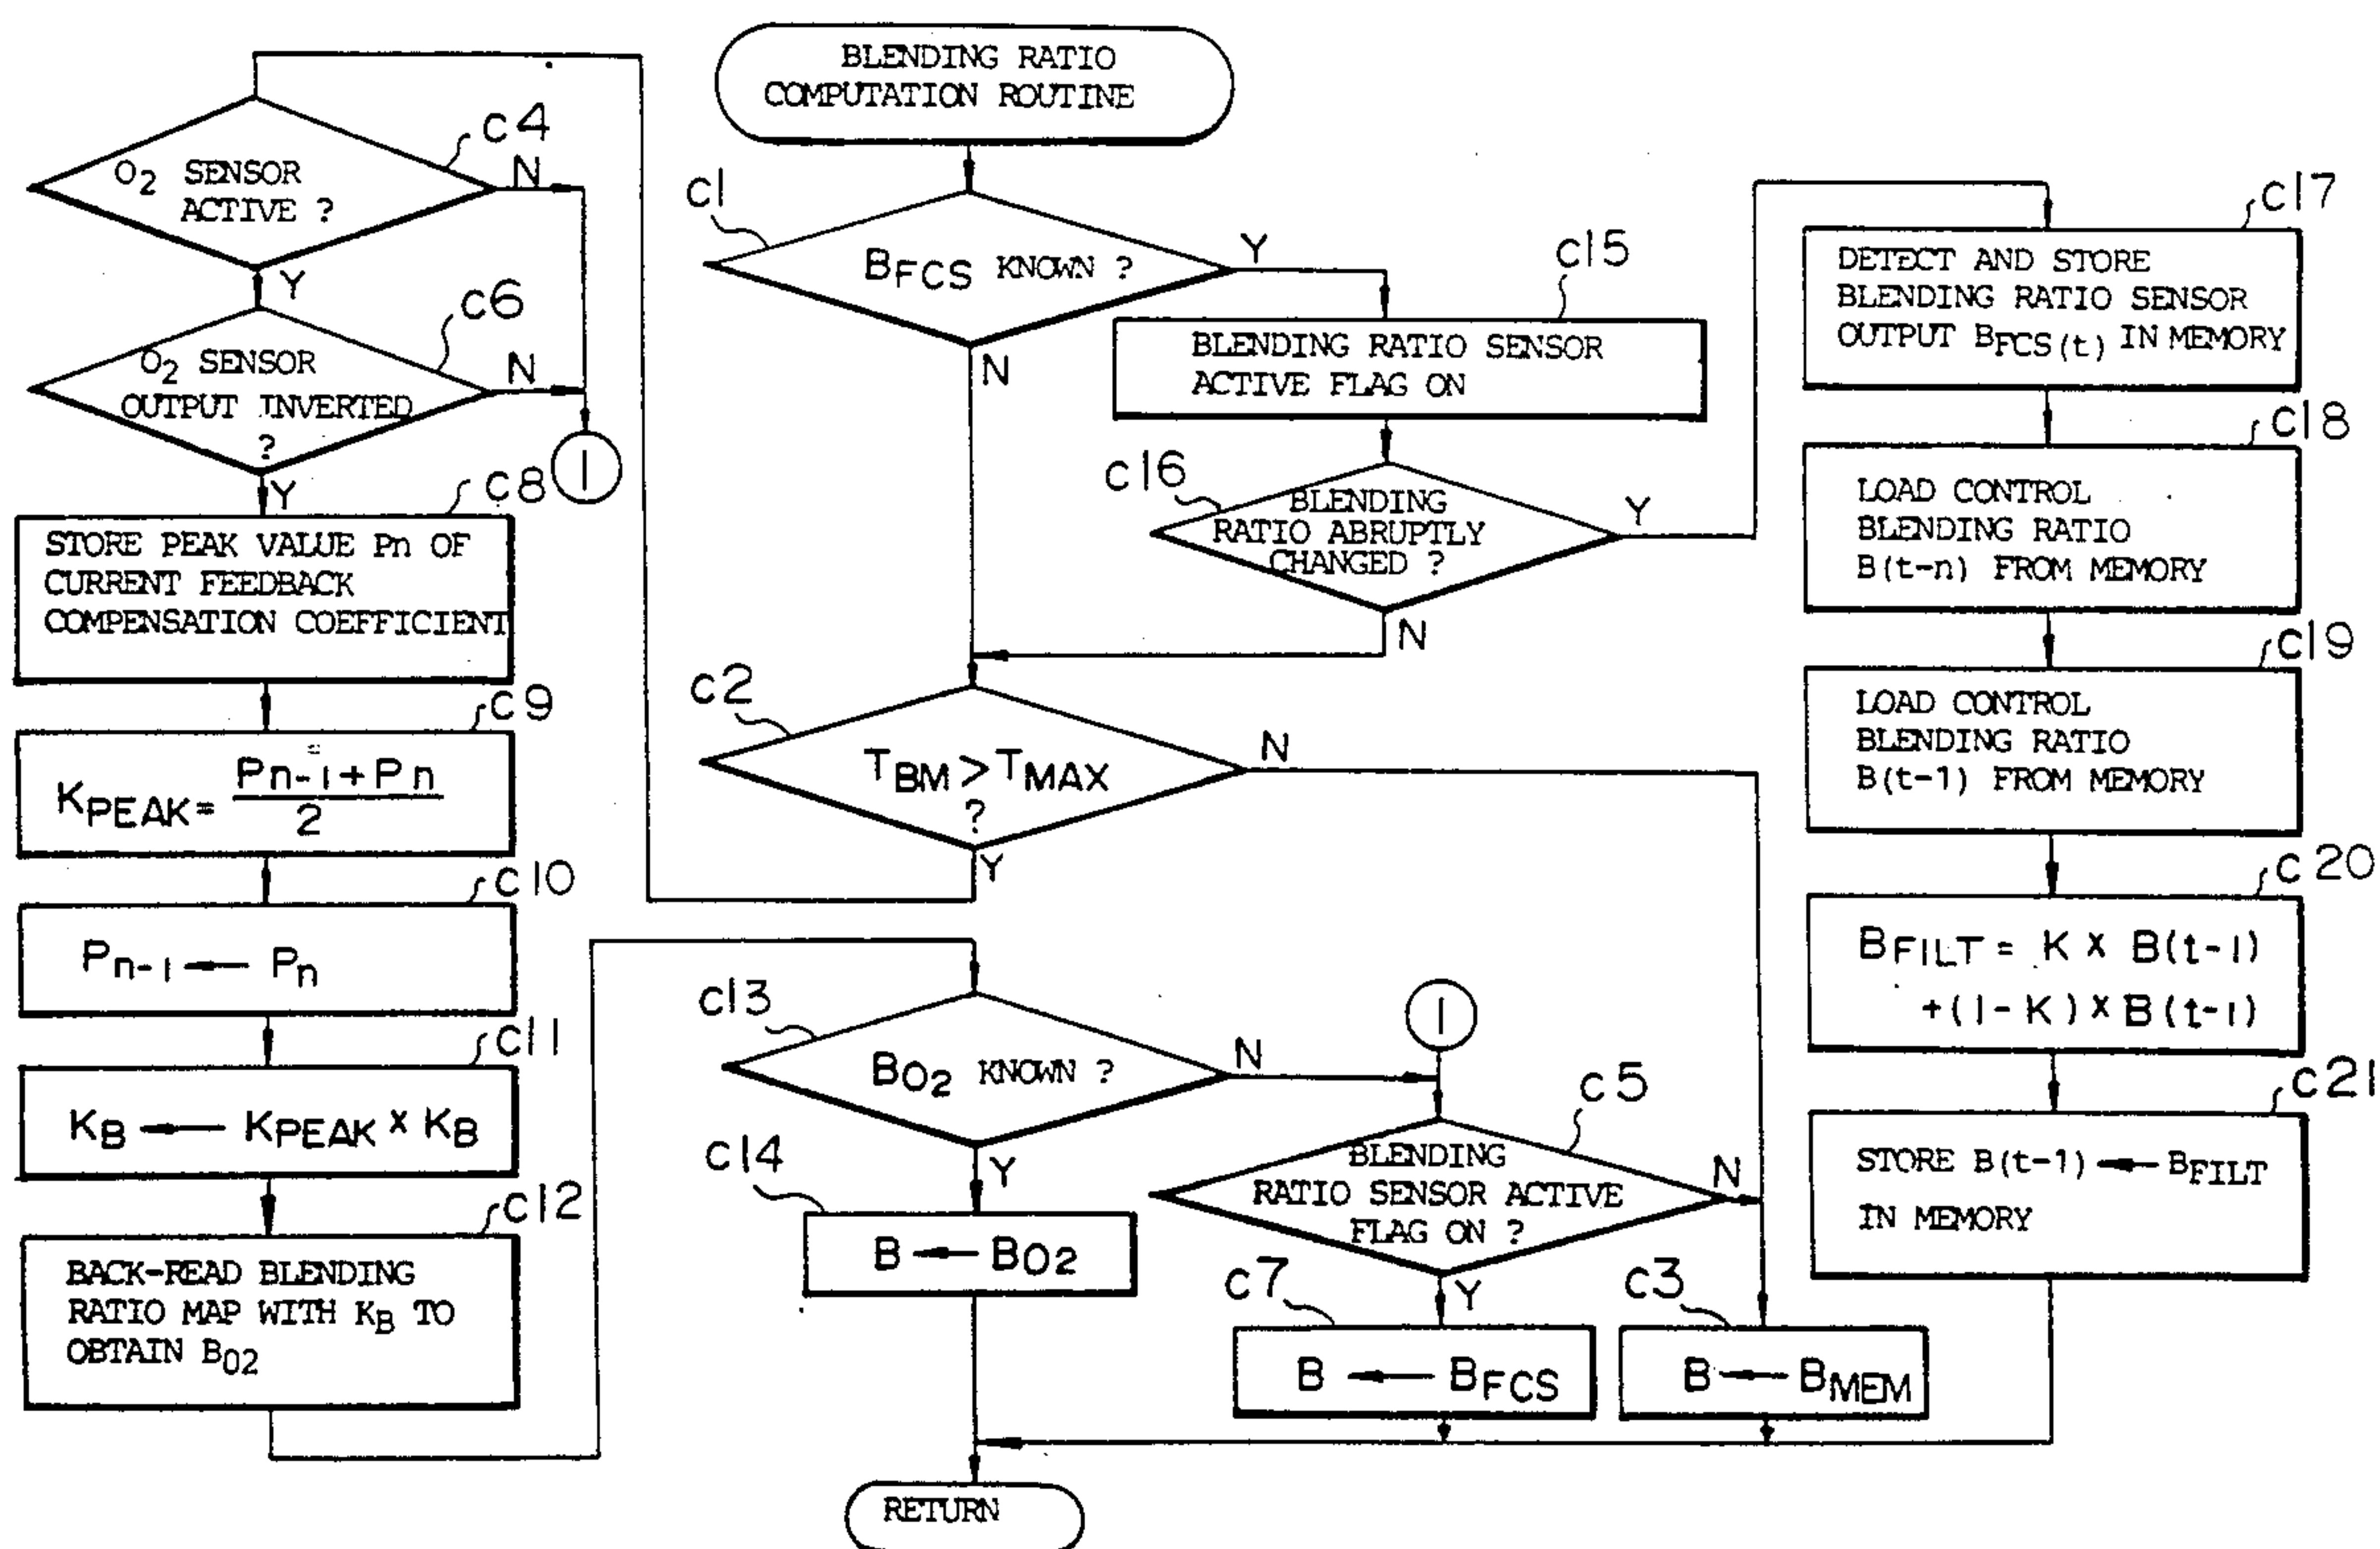 BLENDING RATIO
COMPUTATION ROUTINE
c1
BFCS KNOWN ?
Y
N
c15
BLENDING RATIO SENSOR
ACTIVE FLAG ON
c16
BLENDING
RATIO ABRUPTLY
CHANGED ?
Y
N
c2
TBM > TMAX
?
N
Y
c4
O2 SENSOR
ACTIVE ?
N
Y
c6
O2 SENSOR
OUTPUT INVERTED
?
N
Y
1
c8
STORE PEAK VALUE Pn OF
CURRENT FEEDBACK
COMPENSATION COEFFICIENT
c9
KPEAK = Pn-1 + Pn
2
c10
Pn-1 ← Pn
c11
KB ← KPEAK × KB
c12
BACK-READ BLENDING
RATIO MAP WITH KB TO
OBTAIN BO2
c13
BO2 KNOWN ?
N
Y
c14
B ← BO2
1
c5
BLENDING
RATIO SENSOR ACTIVE
FLAG ON ?
N
Y
c7
B ← BFCS
c3
B ← BMEM
c17
DETECT AND STORE
BLENDING RATIO SENSOR
OUTPUT BFCS(t) IN MEMORY
c18
LOAD CONTROL
BLENDING RATIO
B(t-n) FROM MEMORY
c19
LOAD CONTROL
BLENDING RATIO
B(t-1) FROM MEMORY
c20
BFILT = K × B(t-1)
+(1-K) × B(t-1)
c21
STORE B(t-1) ← BFILT
IN MEMORY
RETURN